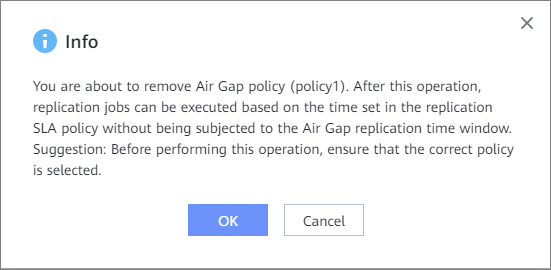 Info
You are about to remove Air Gap policy (policy1). After this operation,
replication jobs can be executed based on the time set in the replication
SLA policy without being subjected to the Air Gap replication time window.
Suggestion: Before performing this operation, ensure that the correct policy
is selected.
OK
Cancel